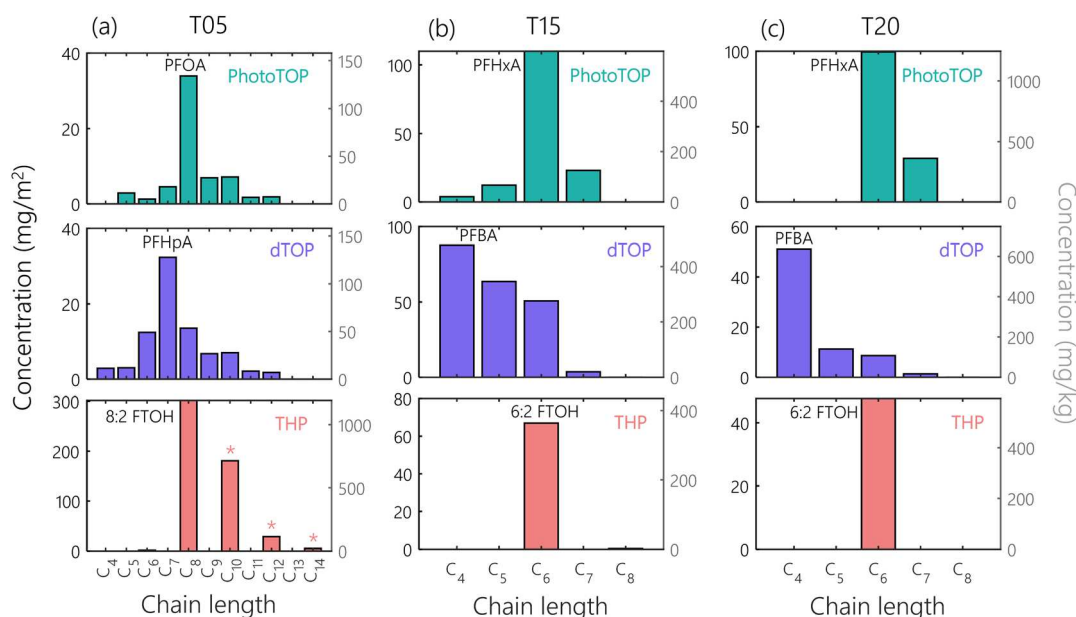 (a) T05
(b) T15
(c) T20
Concentration (mg/m²)
Concentration (mg/kg)
40
20
0
PFOA
PhotoTOP
150
100
50
0
100
50
0
PFHxA
PhotoTOP
400
200
0
100
50
0
PFHxA
PhotoTOP
1000
500
0
40
20
0
PFHpA
dTOP
150
100
50
0
100
50
0
PFBA
dTOP
400
200
0
60
40
20
0
PFBA
dTOP
600
400
200
0
300
200
100
0
8:2 FTOH
THP
* * *
1000
500
0
80
60
40
20
0
6:2 FTOH
THP
400
200
0
40
20
0
6:2 FTOH
THP
400
200
0
C₄ C₅ C₆ C₇ C₈ C₉ C₁₀ C₁₁ C₁₂ C₁₃ C₁₄
C₄ C₅ C₆ C₇ C₈
C₄ C₅ C₆ C₇ C₈
Chain length
Chain length
Chain length